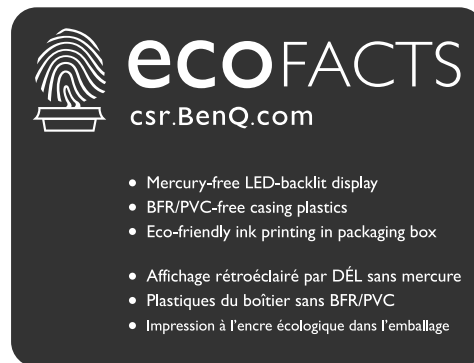 ecoFACTS
csr.BenQ.com
• Mercury-free LED-backlit display
• BFR/PVC-free casing plastics
• Eco-friendly ink printing in packaging box
• Affichage rétroéclairé par DÉL sans mercure
• Plastiques du boîtier sans BFR/PVC
• Impression à l'encre écologique dans l'emballage